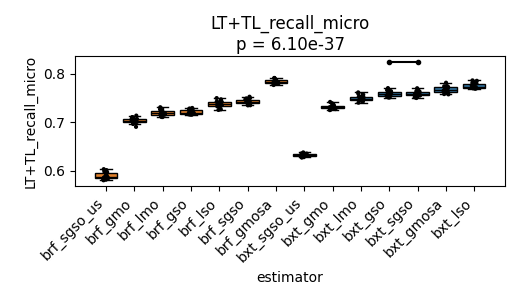 LT+TL_recall_micro
p = 6.10e-37
LT+TL_recall_micro
0.8
0.7
0.6
brf_sgso_us
brf_gmo
brf_lmo
brf_gso
brf_lso
brf_sgso
brf_gmosa
bxt_sgso_us
bxt_gmo
bxt_lmo
bxt_gso
bxt_sgso
bxt_gmosa
bxt_lso
estimator